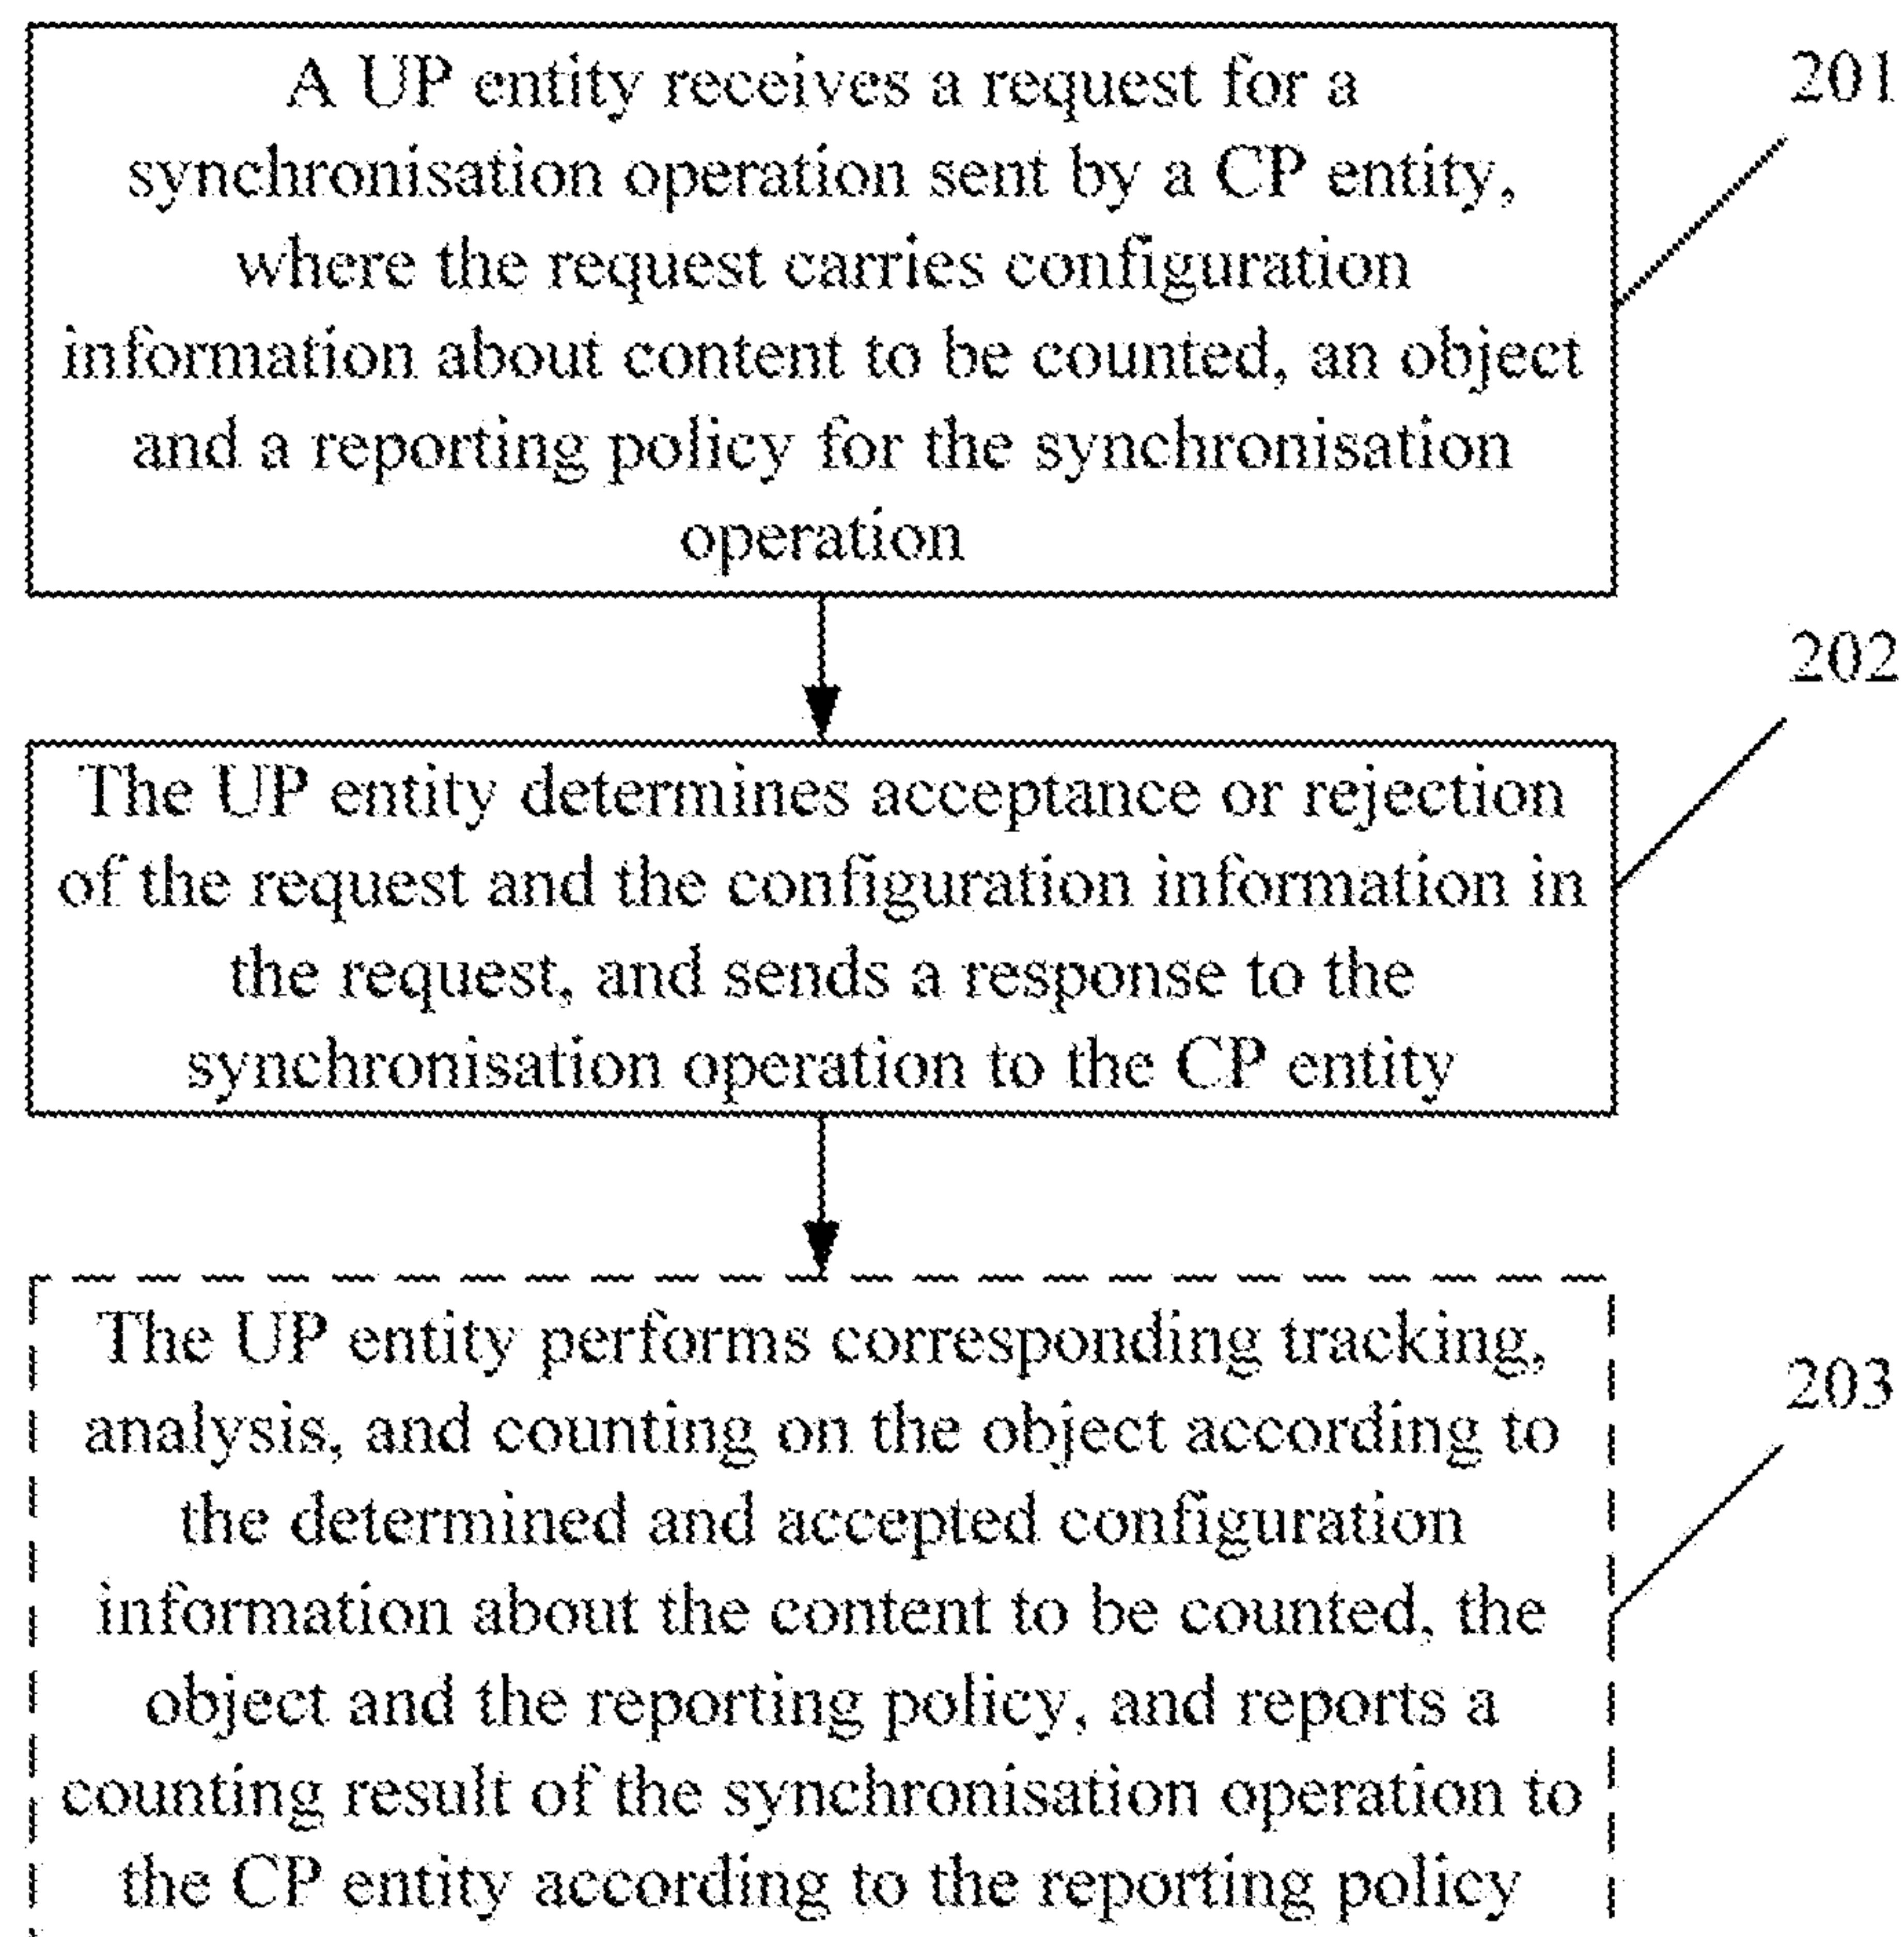 A UP entity receives a request for a
synchronisation operation sent by a CP entity,
where the request carries configuration
information about content to be counted, an object
and a reporting policy for the synchronisation
operation
201
The UP entity determines acceptance or rejection
of the request and the configuration information in
the request, and sends a response to the
synchronisation operation to the CP entity
202
The UP entity performs corresponding tracking,
analysis, and counting on the object according to
the determined and accepted configuration
information about the content to be counted, the
object and the reporting policy, and reports a
counting result of the synchronisation operation to
the CP entity according to the reporting policy
203